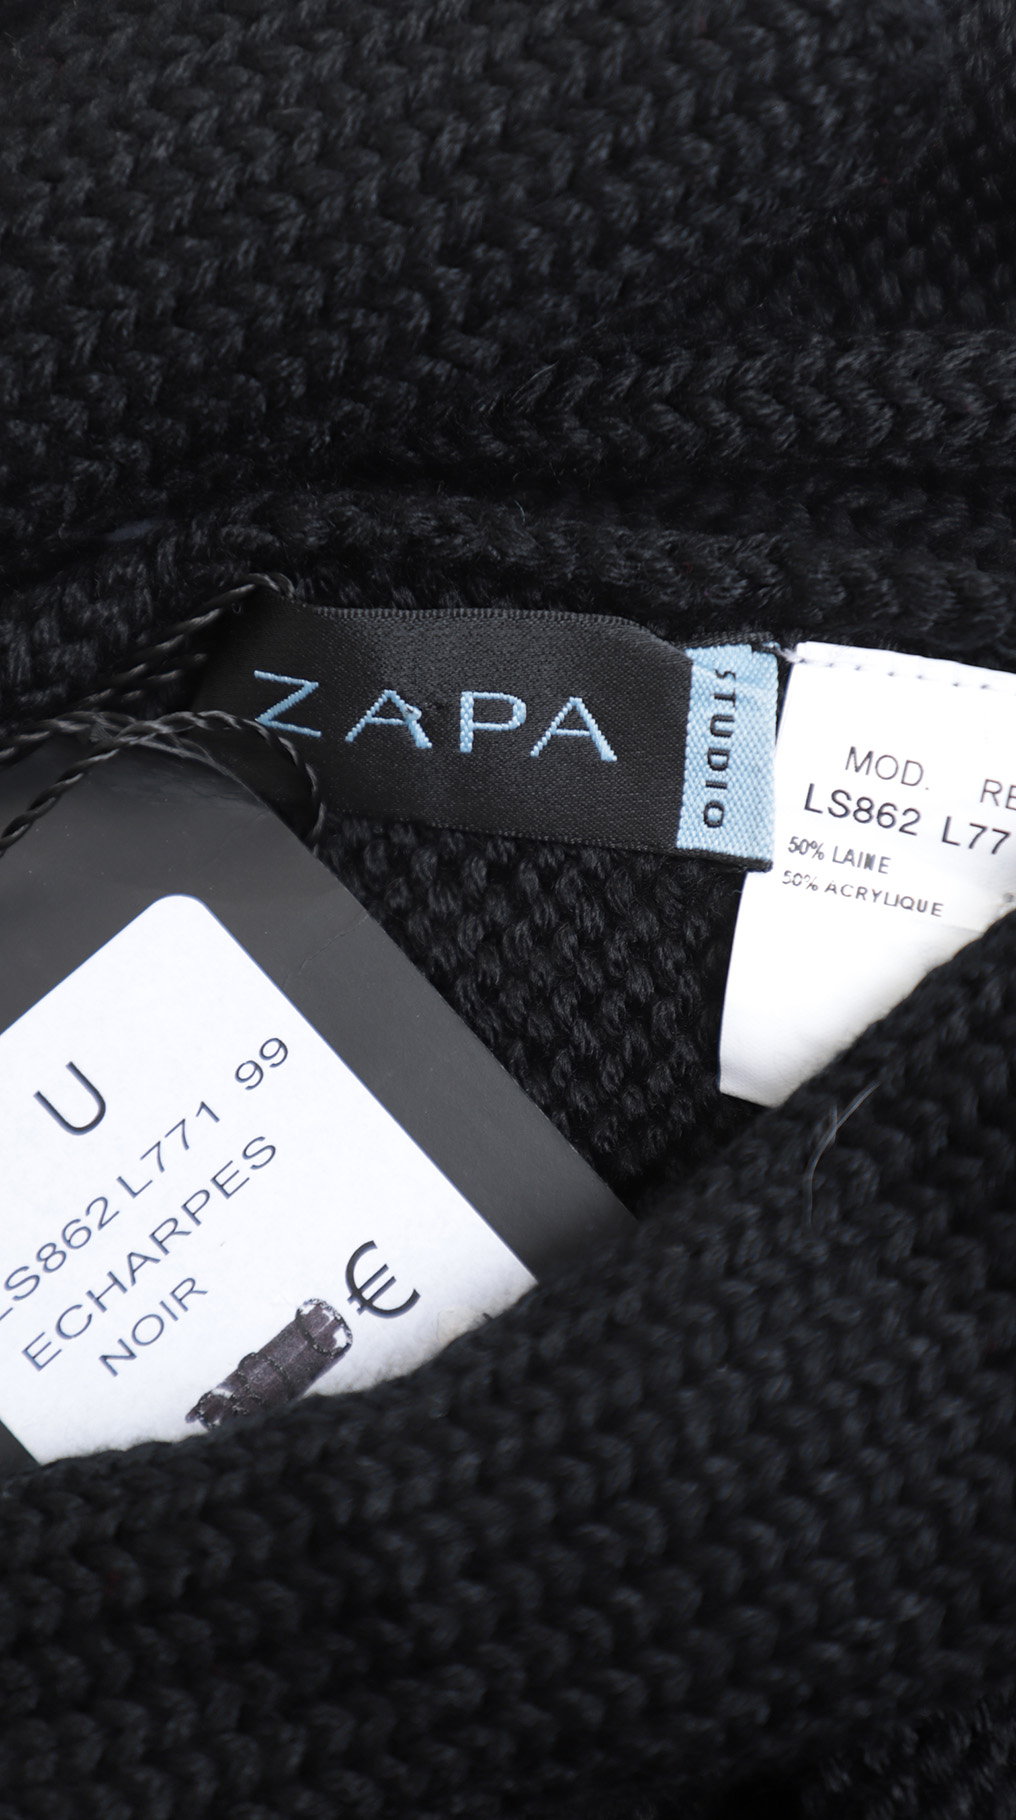 ZAPA
STUDIO
MOD. RE
LS862 L77
50% LAINE
50% ACRYLIQUE
U
LS862 L771 99
ECHARPES
NOIR
€